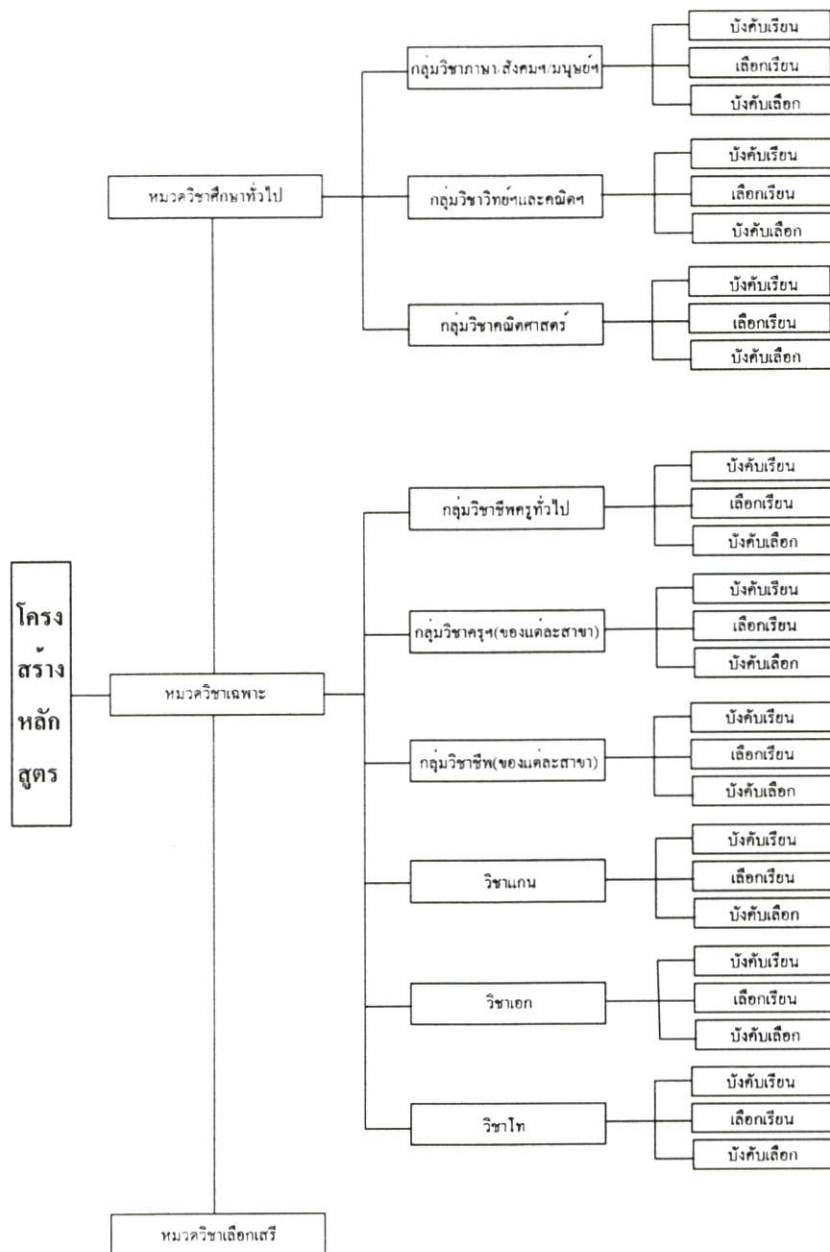 โครง
สร้าง
หลัก
สูตร
หมวดวิชาศึกษาทั่วไป
กลุ่มวิชาภาษา/สังคมฯ/มนุษย์ฯ
บังคับเรียน
เลือกเรียน
บังคับเลือก
กลุ่มวิชาวิทย์ฯและคณิตฯ
บังคับเรียน
เลือกเรียน
บังคับเลือก
กลุ่มวิชาคณิตศาสตร์
บังคับเรียน
เลือกเรียน
บังคับเลือก
หมวดวิชาเฉพาะ
กลุ่มวิชาชีพครูทั่วไป
บังคับเรียน
เลือกเรียน
บังคับเลือก
กลุ่มวิชาครุฯ(ของแต่ละสาขา)
บังคับเรียน
เลือกเรียน
บังคับเลือก
กลุ่มวิชาชีพ(ของแต่ละสาขา)
บังคับเรียน
เลือกเรียน
บังคับเลือก
วิชาแกน
บังคับเรียน
เลือกเรียน
บังคับเลือก
วิชาเอก
บังคับเรียน
เลือกเรียน
บังคับเลือก
วิชาโท
บังคับเรียน
เลือกเรียน
บังคับเลือก
หมวดวิชาเลือกเสรี